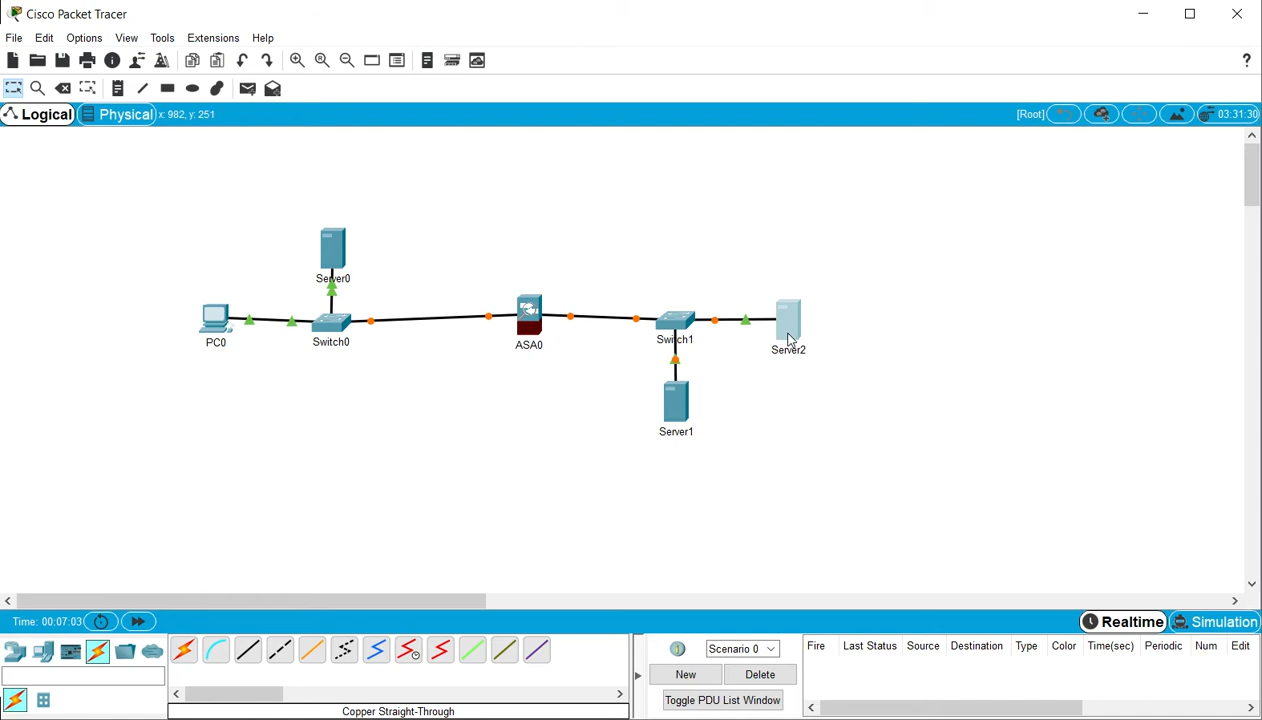 Cisco Packet Tracer
File Edit Options View Tools Extensions Help
?
Logical Physical x: 982, y: 251 [Root] 03:31:30
Server0
PC0 Switch0 ASA0 Switch1 Server2
Server1
Time: 00:07:03 Realtime Simulation
Scenario 0 Fire Last Status Source Destination Type Color Time(sec) Periodic Num Edit
New Delete
Toggle PDU List Window
Copper Straight-Through